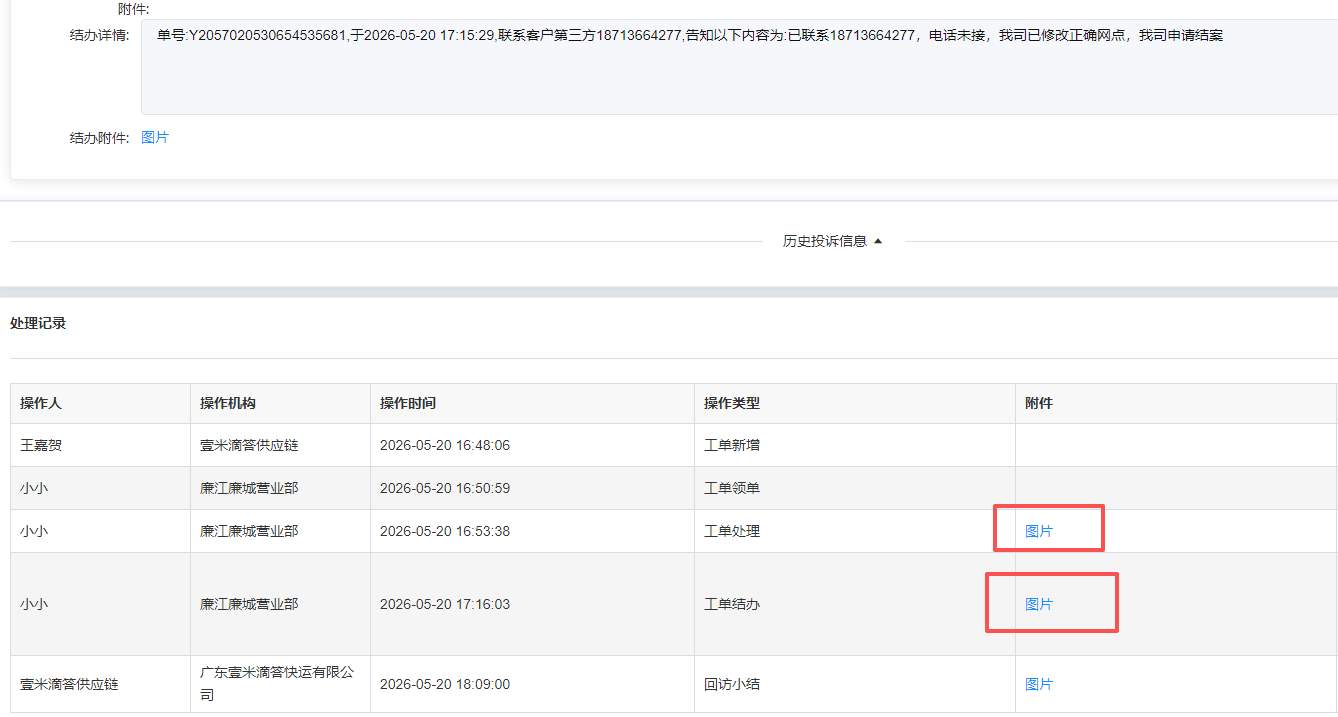 附件:
结办详情: 单号:Y2057020530654535681,于2026-05-20 17:15:29,联系客户第三方18713664277,告知以下内容为:已联系18713664277，电话未接，我司已修改正确网点，我司申请结案
结办附件: 图片
历史投诉信息
处理记录
操作人 操作机构 操作时间 操作类型 附件
王嘉贺 壹米滴答供应链 2026-05-20 16:48:06 工单新增
小小 廉江廉城营业部 2026-05-20 16:50:59 工单领单
小小 廉江廉城营业部 2026-05-20 16:53:38 工单处理 图片
小小 廉江廉城营业部 2026-05-20 17:16:03 工单结办 图片
壹米滴答供应链 广东壹米滴答快运有限公 2026-05-20 18:09:00 回访小结 图片
司